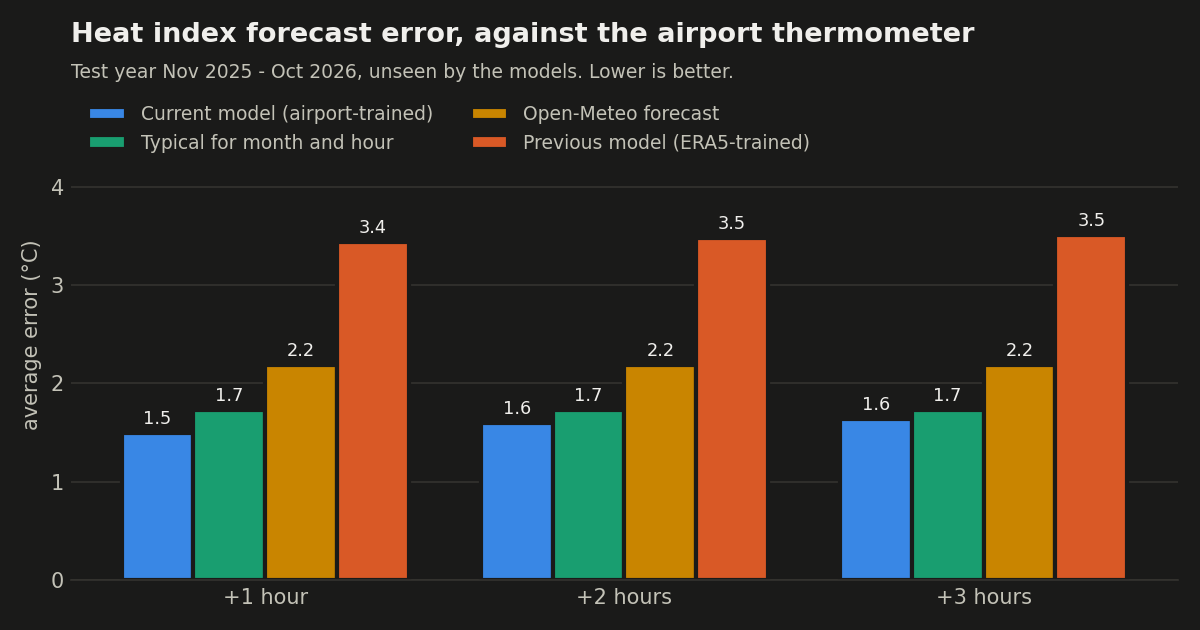 Heat index forecast error, against the airport thermometer
Test year Nov 2025 - Oct 2026, unseen by the models. Lower is better.
Current model (airport-trained)
Typical for month and hour
Open-Meteo forecast
Previous model (ERA5-trained)
average error (°C)
4
3
2
1
0
1.5
1.7
2.2
3.4
1.6
1.7
2.2
3.5
1.6
1.7
2.2
3.5
+1 hour
+2 hours
+3 hours